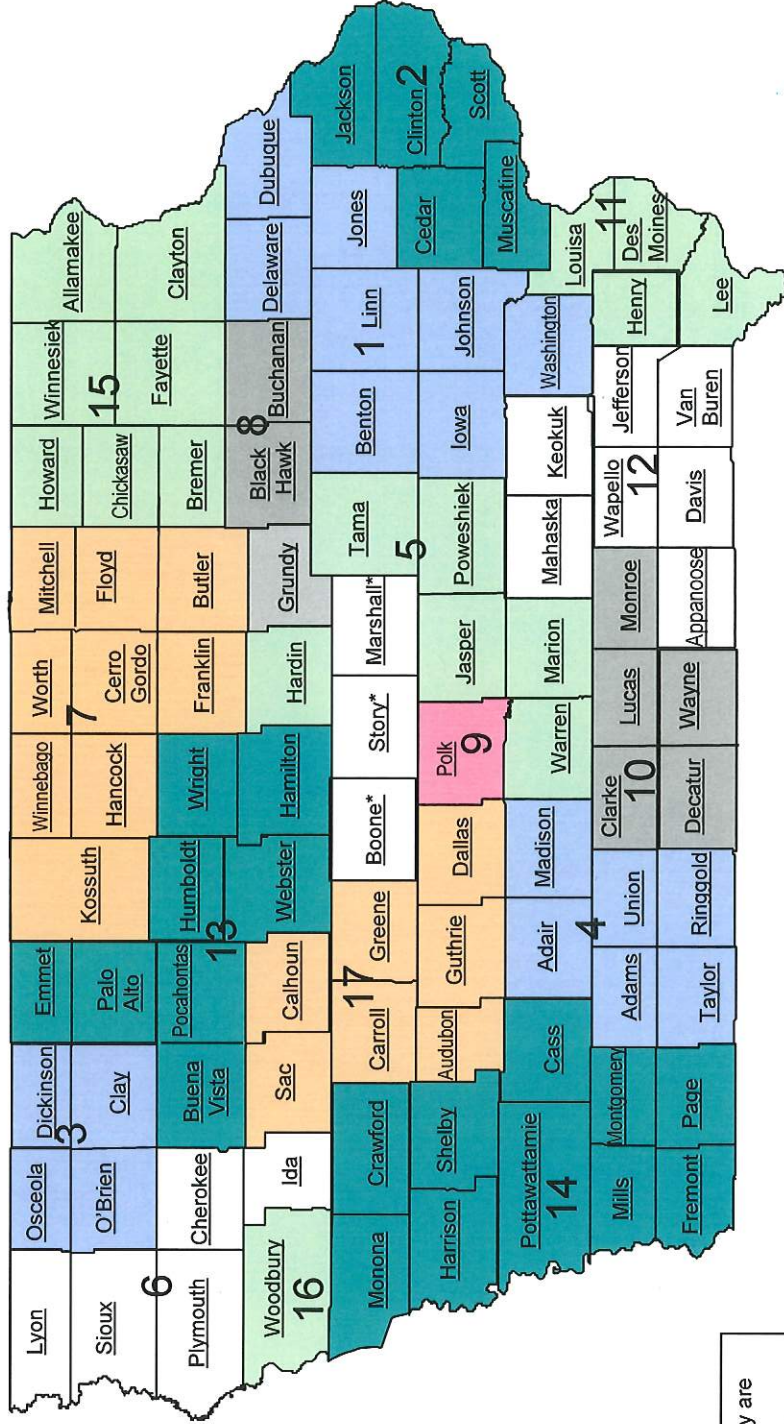 Lyon
Osceola
Dickinson
Emmet
Kossuth
Winnebago
Worth
Mitchell
Howard
Winnesiek
Allamakee
3
7
15
Sioux
O'Brien
Clay
Palo
Alto
Hancock
Cerro
Gordo
Floyd
Chickasaw
Fayette
Clayton
6
Plymouth
Cherokee
Buena
Vista
Pocahontas
13
Humboldt
Wright
Franklin
Butler
Bremer
8
Woodbury
16
Ida
Sac
Calhoun
Webster
Hamilton
Hardin
Grundy
Black
Hawk
Buchanan
Delaware
Dubuque
Monona
Crawford
Carroll
17
Greene
Boone*
Story*
Marshall*
Tama
Benton
1
Linn
Jones
Jackson
5
Clinton
2
Harrison
Shelby
Audubon
Guthrie
Dallas
Polk
9
Jasper
Poweshiek
Iowa
Johnson
Cedar
Scott
Muscatine
Pottawattamie
14
Cass
Adair
Madison
Warren
Marion
Mahaska
Keokuk
Washington
Louisa
4
Mills
Montgomery
Adams
Union
Clarke
10
Lucas
Monroe
Wapello
12
Jefferson
Henry
11
Des
Moines
Fremont
Page
Taylor
Ringgold
Decatur
Wayne
Appanoose
Davis
Van
Buren
Lee
y are